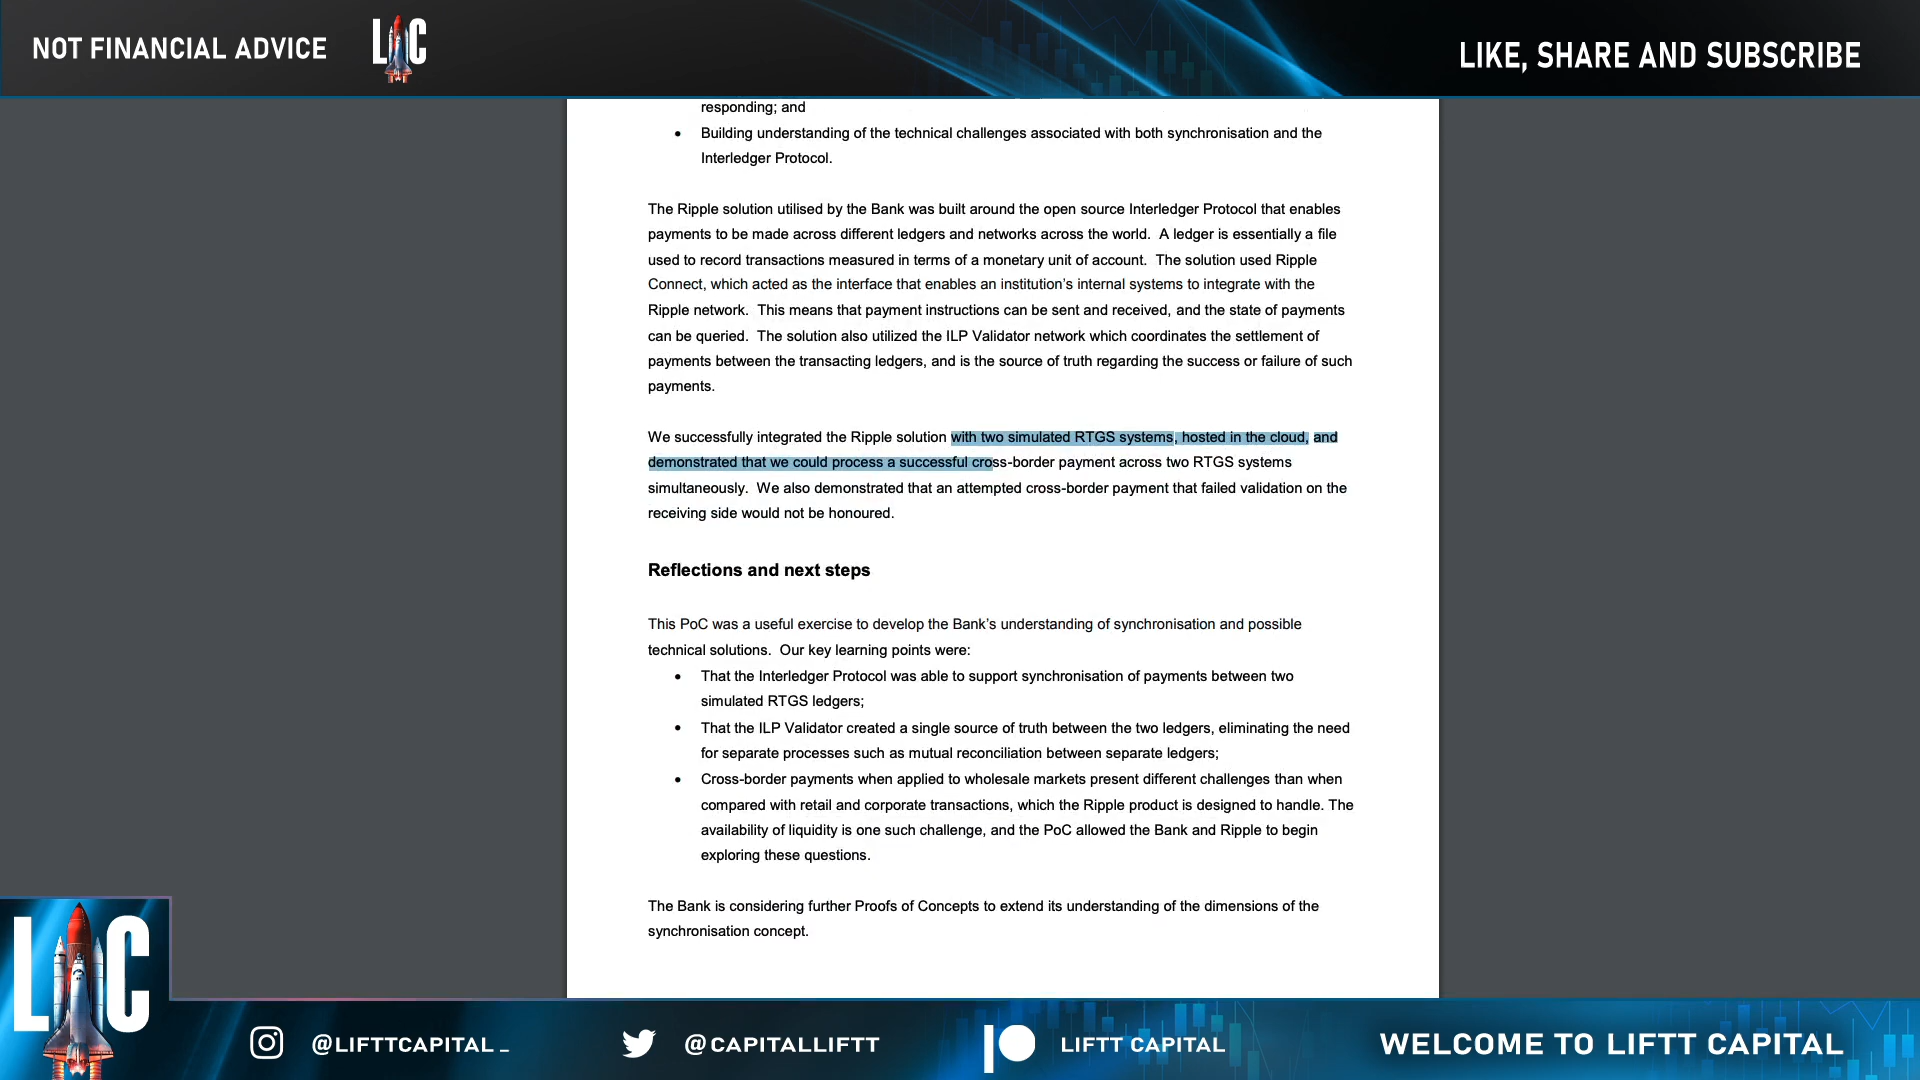 NOT FINANCIAL ADVICE
LC
LIKE, SHARE AND SUBSCRIBE
responding; and
• Building understanding of the technical challenges associated with both synchronisation and the
Interledger Protocol.
The Ripple solution utilised by the Bank was built around the open source Interledger Protocol that enables
payments to be made across different ledgers and networks across the world. A ledger is essentially a file
used to record transactions measured in terms of a monetary unit of account. The solution used Ripple
Connect, which acted as the interface that enables an institution’s internal systems to integrate with the
Ripple network. This means that payment instructions can be sent and received, and the state of payments
can be queried. The solution also utilized the ILP Validator network which coordinates the settlement of
payments between the transacting ledgers, and is the source of truth regarding the success or failure of such
payments.
We successfully integrated the Ripple solution with two simulated RTGS systems, hosted in the cloud, and
demonstrated that we could process a successful cross-border payment across two RTGS systems
simultaneously. We also demonstrated that an attempted cross-border payment that failed validation on the
receiving side would not be honoured.
Reflections and next steps
This PoC was a useful exercise to develop the Bank’s understanding of synchronisation and possible
technical solutions. Our key learning points were:
• That the Interledger Protocol was able to support synchronisation of payments between two
simulated RTGS ledgers;
• That the ILP Validator created a single source of truth between the two ledgers, eliminating the need
for separate processes such as mutual reconciliation between separate ledgers;
• Cross-border payments when applied to wholesale markets present different challenges than when
compared with retail and corporate transactions, which the Ripple product is designed to handle. The
availability of liquidity is one such challenge, and the PoC allowed the Bank and Ripple to begin
exploring these questions.
The Bank is considering further Proofs of Concepts to extend its understanding of the dimensions of the
synchronisation concept.
LC
@LIFTTCAPITAL_
@CAPITALLIFTT
LIFTT CAPITAL
WELCOME TO LIFTT CAPITAL